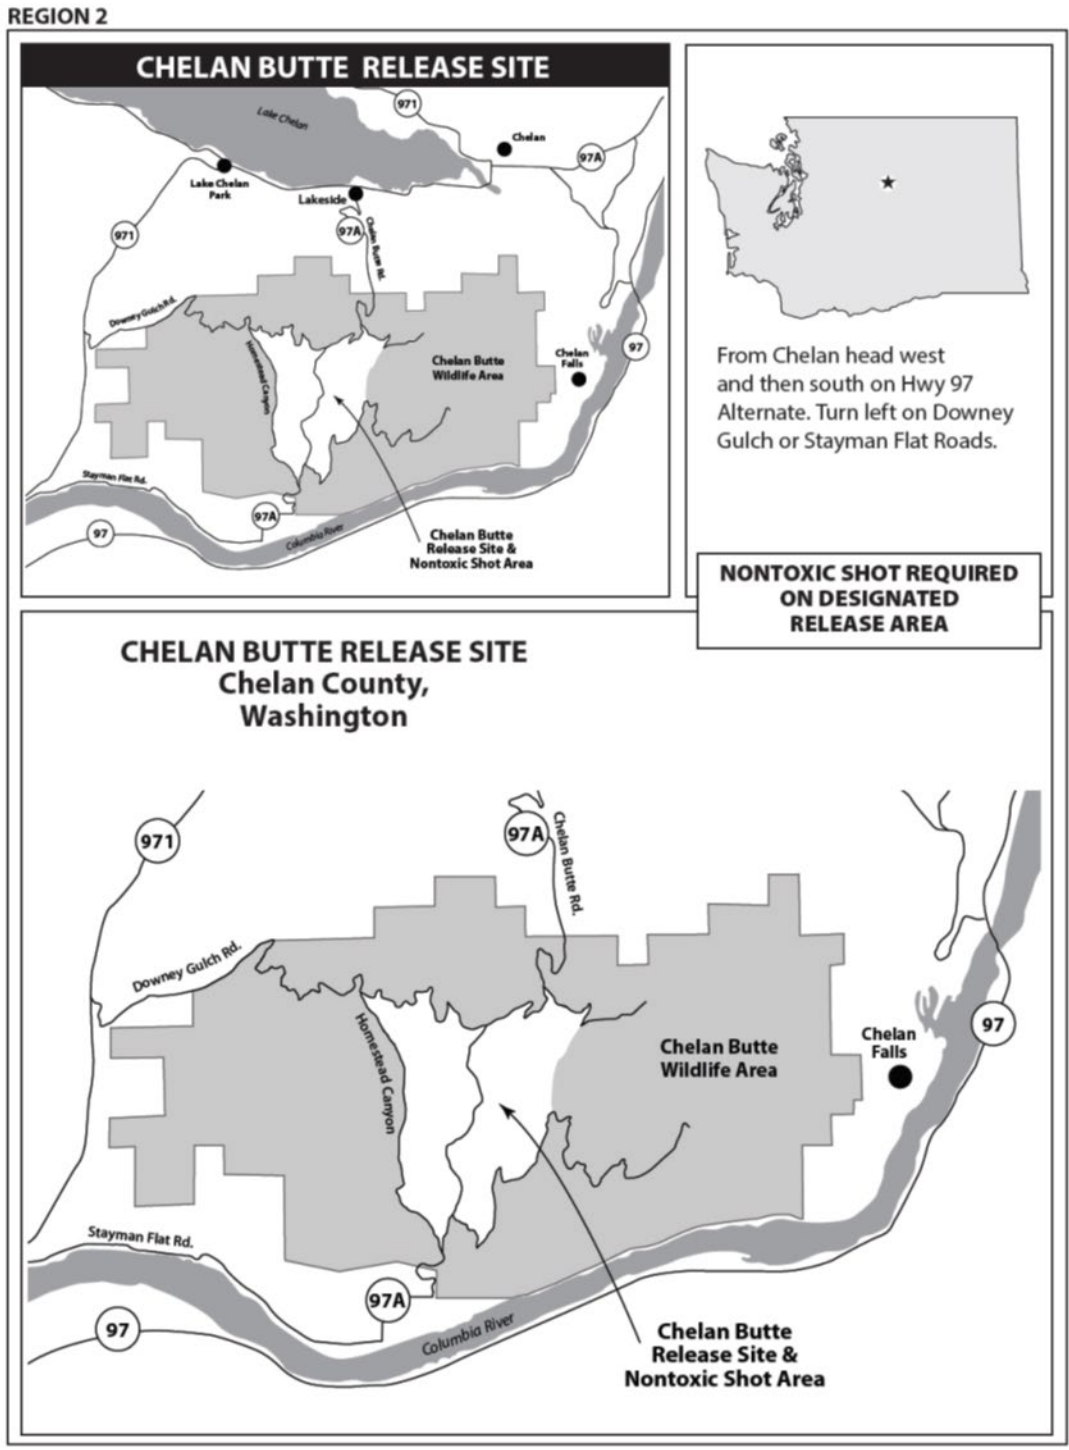 REGION 2
CHELAN BUTTE RELEASE SITE
Lake Chelan
971
Chelan
97A
Lake Chelan
Park
Lakeside
97A
Chelan Butte Rd.
971
Downey Gulch Rd.
Homestead Canyon
Chelan Butte
Wildlife Area
Chelan
Falls
97
Stayman Flat Rd.
97A
97
Columbia River
Chelan Butte
Release Site &
Nontoxic Shot Area
From Chelan head west
and then south on Hwy 97
Alternate. Turn left on Downey
Gulch or Stayman Flat Roads.
NONTOXIC SHOT REQUIRED
ON DESIGNATED
RELEASE AREA
CHELAN BUTTE RELEASE SITE
Chelan County,
Washington
971
97A
Chelan Butte Rd.
Downey Gulch Rd.
Homestead Canyon
Chelan Butte
Wildlife Area
Chelan
Falls
97
Stayman Flat Rd.
97A
97
Columbia River
Chelan Butte
Release Site &
Nontoxic Shot Area